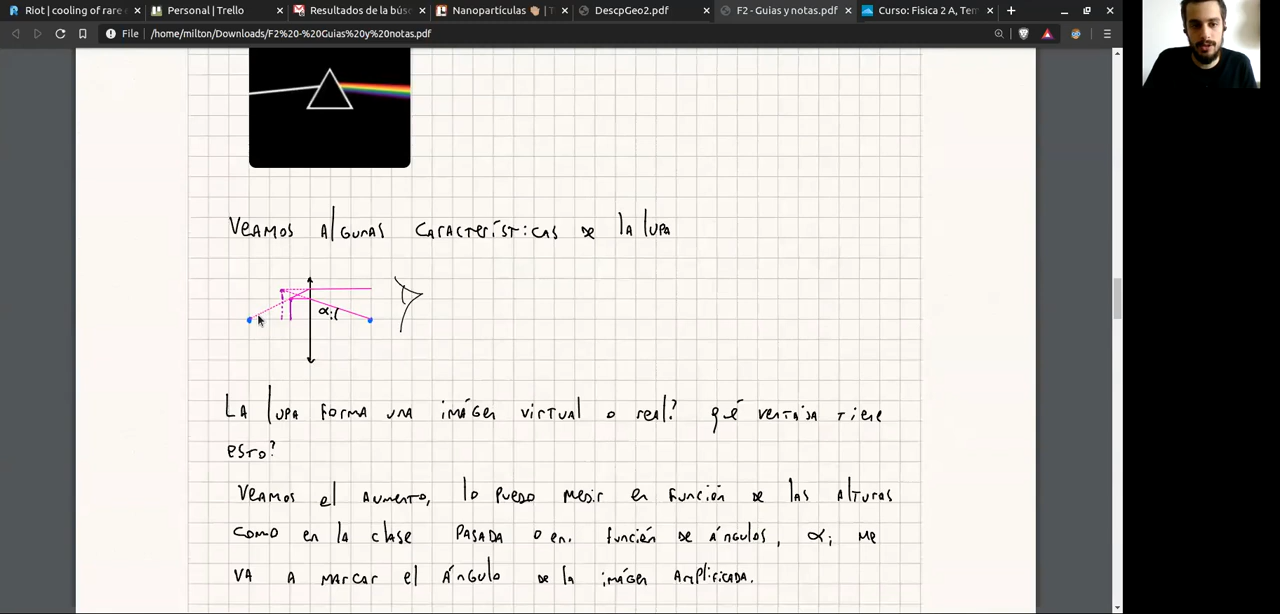 Riot | cooling of rare e
Personal | Trello
Resultados de la bús
Nanopartículas 👋🏼 | T
DescpGeo2.pdf
F2 - Guias y notas.pdf
Curso: Fisica 2 A, Tem
File | /home/milton/Downloads/F2%20-%20Guias%20y%20notas.pdf
VEAMOS ALGUNAS CARACTERÍSTICAS DE LA LUPA
αi
LA LUPA FORMA UNA IMÁGEN VIRTUAL O REAL? QUÉ VENTAJA TIENE
ESTO?
VEAMOS EL AUMENTO, LO PUEDO MEDIR EN FUNCIÓN DE LAS ALTURAS
COMO EN LA CLASE PASADA O EN. FUNCIÓN DE ÁNGULOS, αi ME
VA A MARCAR EL ÁNGULO DE LA IMÁGEN AMPLIFICADA.